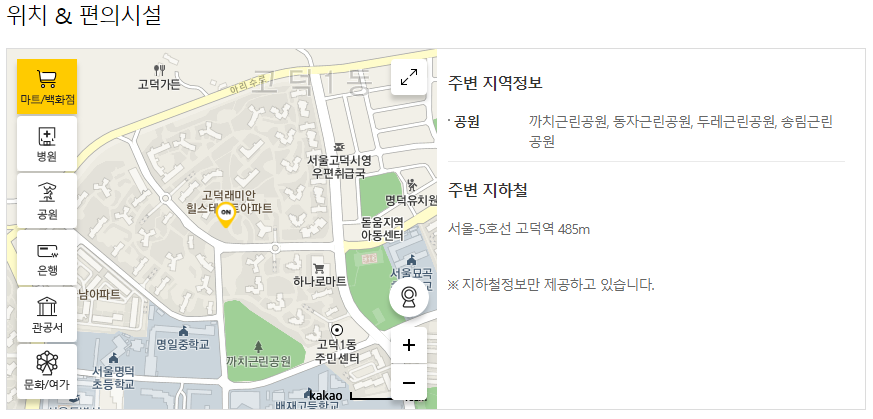 위치 & 편의시설
마트/백화점
병원
공원
은행
관공서
문화/여가
고덕가든
아리수로
고덕1동
서울고덕시영
우편취급국
고덕래미안
힐스테
트아파트
ON
명덕유치원
돋움지역
아동센터
서울묘곡
하나로마트
남아파트
명일중학교
까치근린공원
고덕1동
주민센터
서울명덕
초등학교
배재고등학교
kakao
주변 지역정보
· 공원
까치근린공원, 동자근린공원, 두레근린공원, 송림근린
공원
주변 지하철
서울-5호선 고덕역 485m
※ 지하철정보만 제공하고 있습니다.